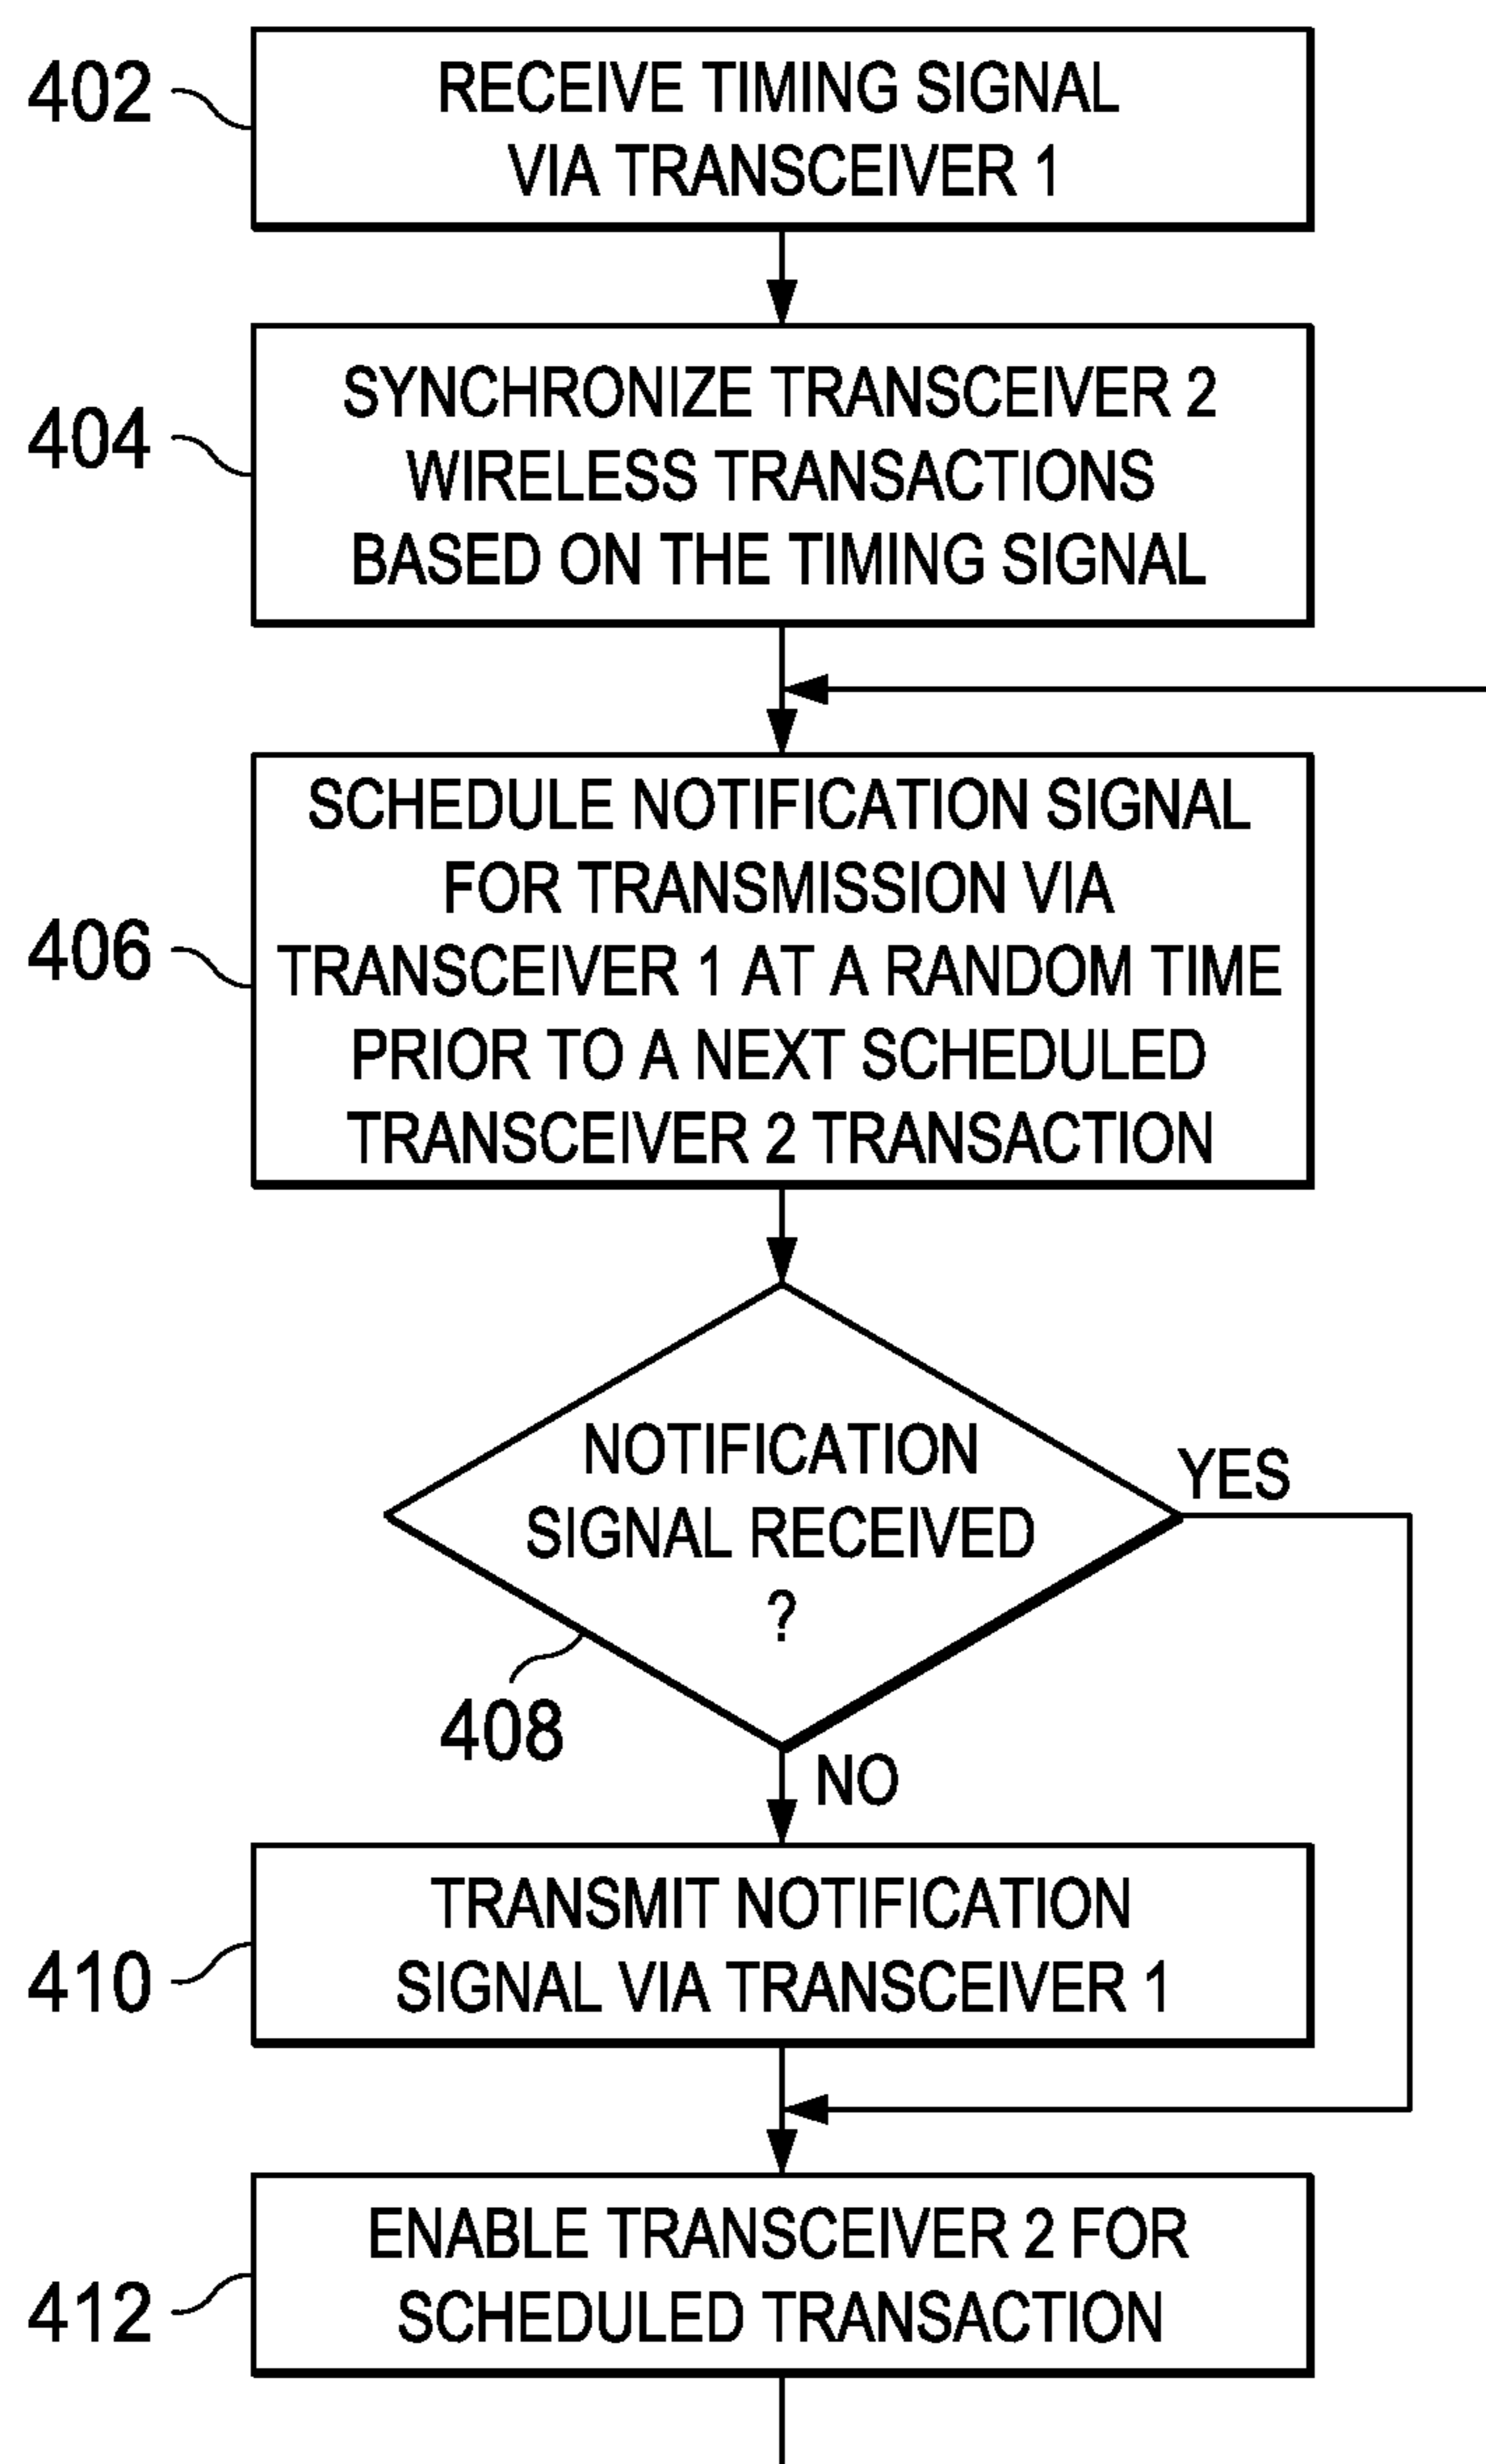 402
RECEIVE TIMING SIGNAL
VIA TRANSCEIVER 1
404
SYNCHRONIZE TRANSCEIVER 2
WIRELESS TRANSACTIONS
BASED ON THE TIMING SIGNAL
406
SCHEDULE NOTIFICATION SIGNAL
FOR TRANSMISSION VIA
TRANSCEIVER 1 AT A RANDOM TIME
PRIOR TO A NEXT SCHEDULED
TRANSCEIVER 2 TRANSACTION
NOTIFICATION
SIGNAL RECEIVED
?
YES
408
NO
410
TRANSMIT NOTIFICATION
SIGNAL VIA TRANSCEIVER 1
412
ENABLE TRANSCEIVER 2 FOR
SCHEDULED TRANSACTION